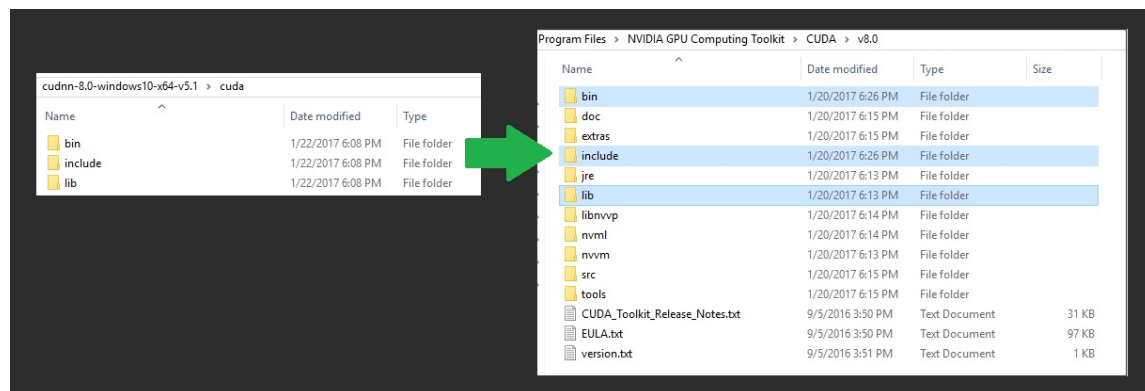 cudnn-8.0-windows10-x64-v5.1 > cuda
Name Date modified Type
bin 1/22/2017 6:08 PM File folder
include 1/22/2017 6:08 PM File folder
lib 1/22/2017 6:08 PM File folder
Program Files > NVIDIA GPU Computing Toolkit > CUDA > v8.0
Name Date modified Type Size
bin 1/20/2017 6:26 PM File folder
doc 1/20/2017 6:15 PM File folder
extras 1/20/2017 6:15 PM File folder
include 1/20/2017 6:26 PM File folder
jre 1/20/2017 6:13 PM File folder
lib 1/20/2017 6:13 PM File folder
libnvvp 1/20/2017 6:14 PM File folder
nvml 1/20/2017 6:14 PM File folder
nvvm 1/20/2017 6:13 PM File folder
src 1/20/2017 6:15 PM File folder
tools 1/20/2017 6:15 PM File folder
CUDA_Toolkit_Release_Notes.txt 9/5/2016 3:50 PM Text Document 31 KB
EULA.txt 9/5/2016 3:50 PM Text Document 97 KB
version.txt 9/5/2016 3:51 PM Text Document 1 KB